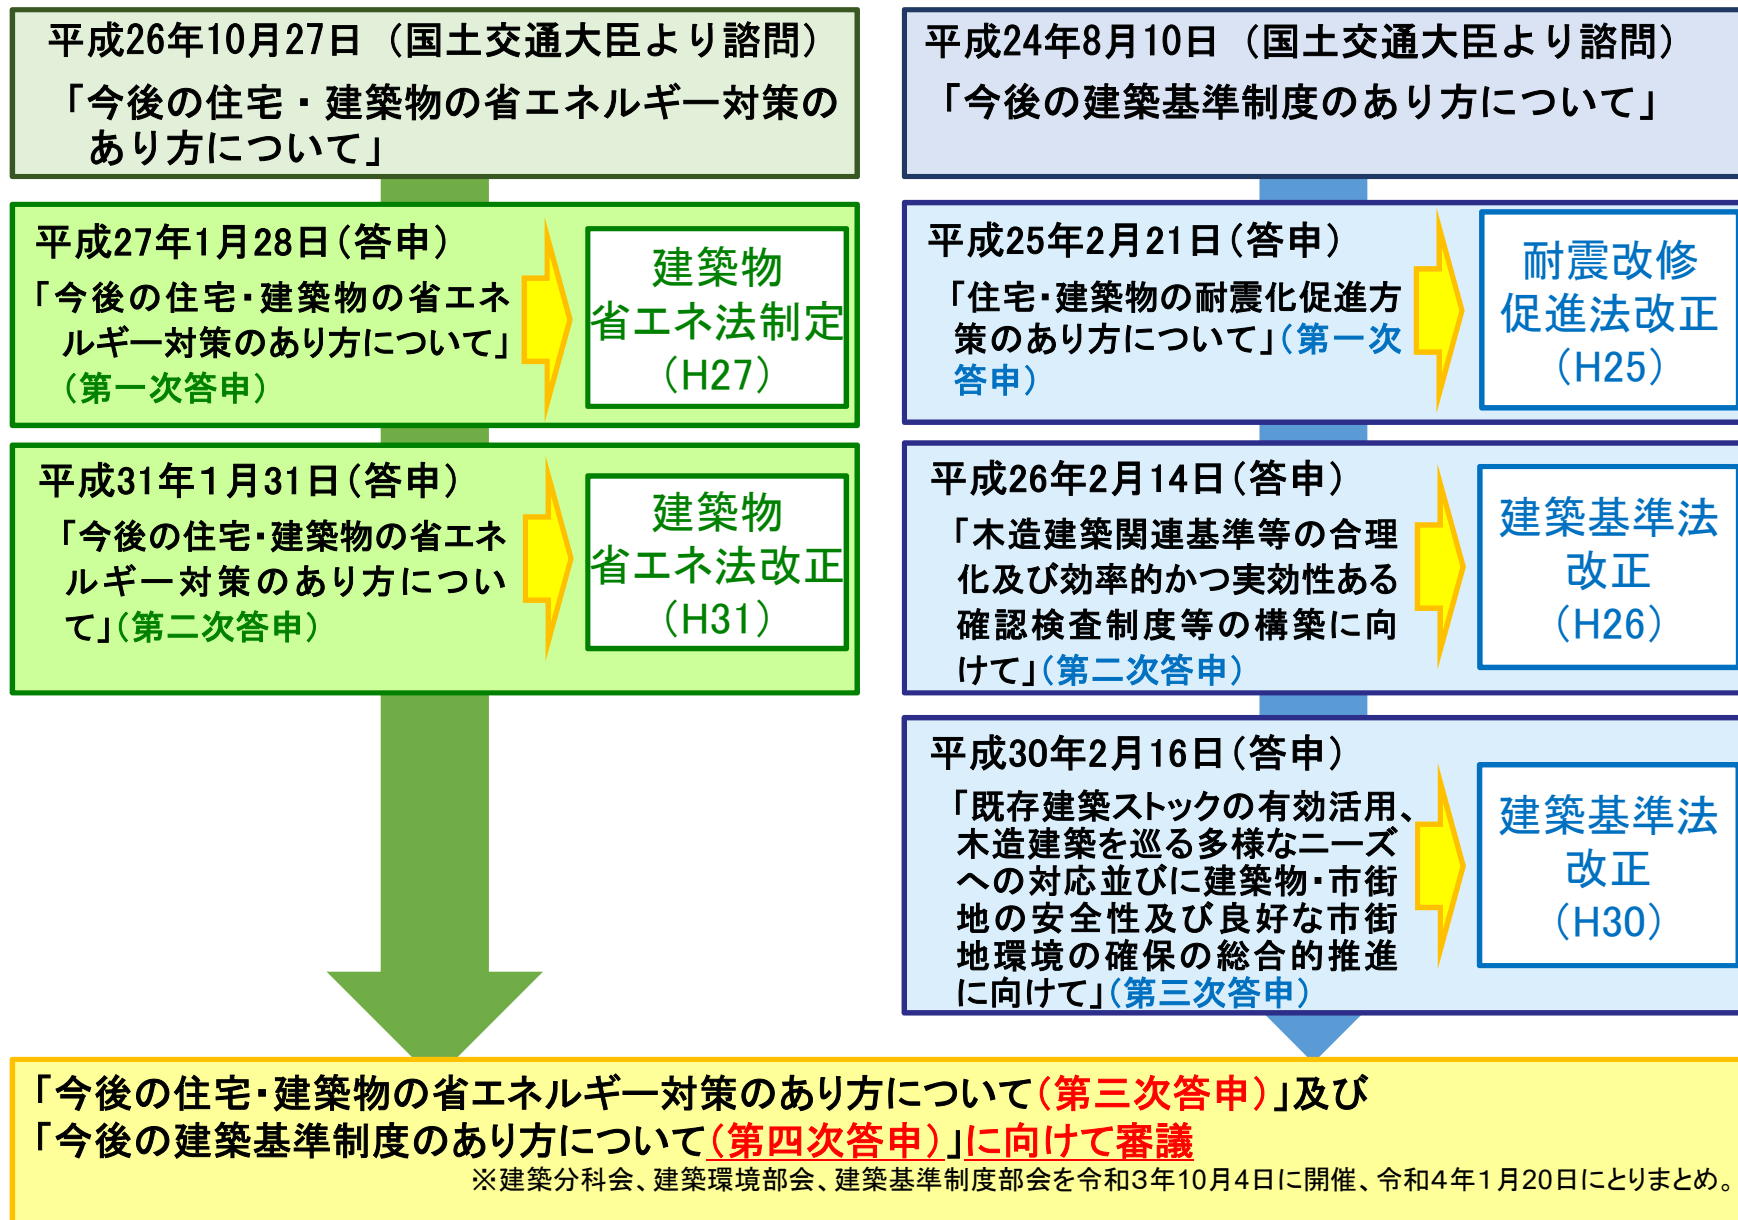 平成26年10月27日（国土交通大臣より諮問）
「今後の住宅・建築物の省エネルギー対策の
あり方について」
平成27年1月28日（答申）
「今後の住宅・建築物の省エネ
ルギー対策のあり方について」
（第一次答申）
建築物
省エネ法制定
（H27）
平成31年1月31日（答申）
「今後の住宅・建築物の省エネ
ルギー対策のあり方につい
て」（第二次答申）
建築物
省エネ法改正
（H31）
平成24年8月10日（国土交通大臣より諮問）
「今後の建築基準制度のあり方について」
平成25年2月21日（答申）
「住宅・建築物の耐震化促進方
策のあり方について」（第一次
答申）
耐震改修
促進法改正
（H25）
平成26年2月14日（答申）
「木造建築関連基準等の合理
化及び効率的かつ実効性ある
確認検査制度等の構築に向
けて」（第二次答申）
建築基準法
改正
（H26）
平成30年2月16日（答申）
「既存建築ストックの有効活用、
木造建築を巡る多様なニーズ
への対応並びに建築物・市街
地の安全性及び良好な市街
地環境の確保の総合的推進
に向けて」（第三次答申）
建築基準法
改正
（H30）
「今後の住宅・建築物の省エネルギー対策のあり方について（第三次答申）」及び
「今後の建築基準制度のあり方について（第四次答申）」に向けて審議
※建築分科会、建築環境部会、建築基準制度部会を令和3年10月4日に開催、令和4年1月20日にとりまとめ。